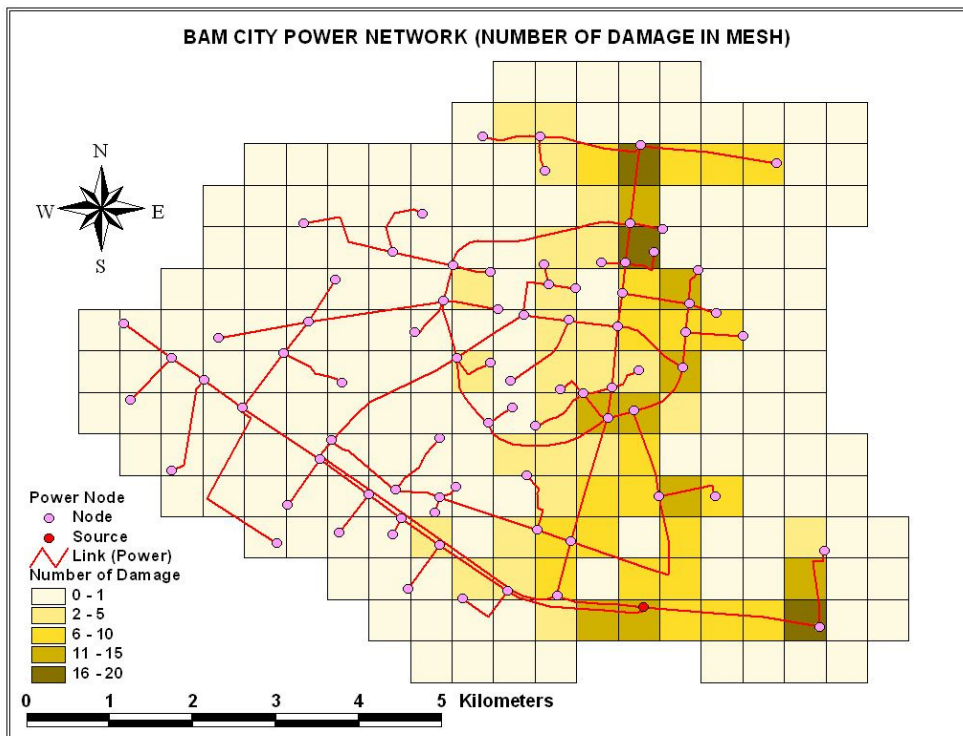 BAM CITY POWER NETWORK (NUMBER OF DAMAGE IN MESH)
N
W E
S
Power Node
Node
Source
Link (Power)
Number of Damage
0 - 1
2 - 5
6 - 10
11 - 15
16 - 20
0 1 2 3 4 5 Kilometers